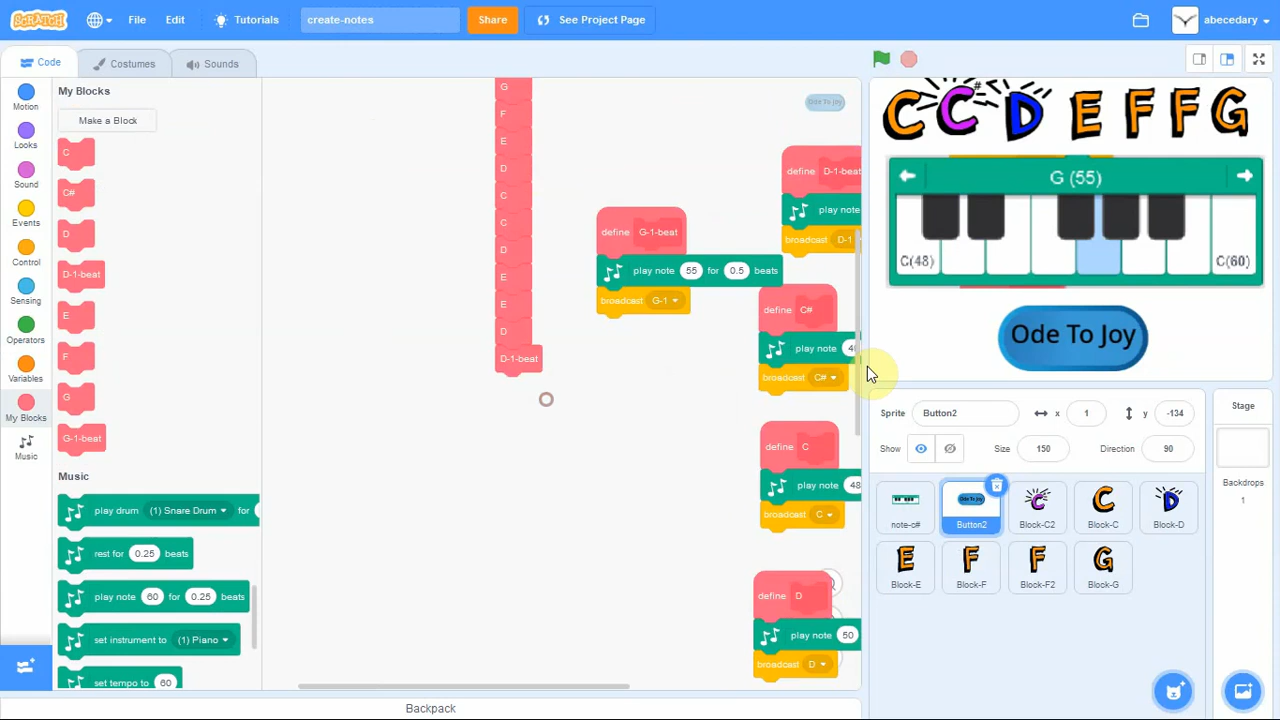 SCRATCH File Edit Tutorials create-notes Share See Project Page abecedary
Code Costumes Sounds
My Blocks
Make a Block
C
C#
D
D-1-beat
E
F
G
G-1-beat
Music
play drum (1) Snare Drum for
rest for 0.25 beats
play note 60 for 0.25 beats
set instrument to (1) Piano
set tempo to 60
Motion
Looks
Sound
Events
Control
Sensing
Operators
Variables
My Blocks
Music
G
F
E
D
C
C
D
E
E
D
D-1-beat
define G-1-beat
play note 55 for 0.5 beats
broadcast G-1
Ode To Joy
define D-1-beat
play note
broadcast D-1
define C#
play note
broadcast C#
define C
play note 48
broadcast C
define D
play note 50
broadcast D
C C# D E F F G
G (55)
C(48) C(60)
Ode To Joy
Sprite Button2 x 1 y -134
Show Size 150 Direction 90
note-c# Button2 Block-C2 Block-C Block-D
Block-E Block-F Block-F2 Block-G
Stage
Backdrops
1
Backpack